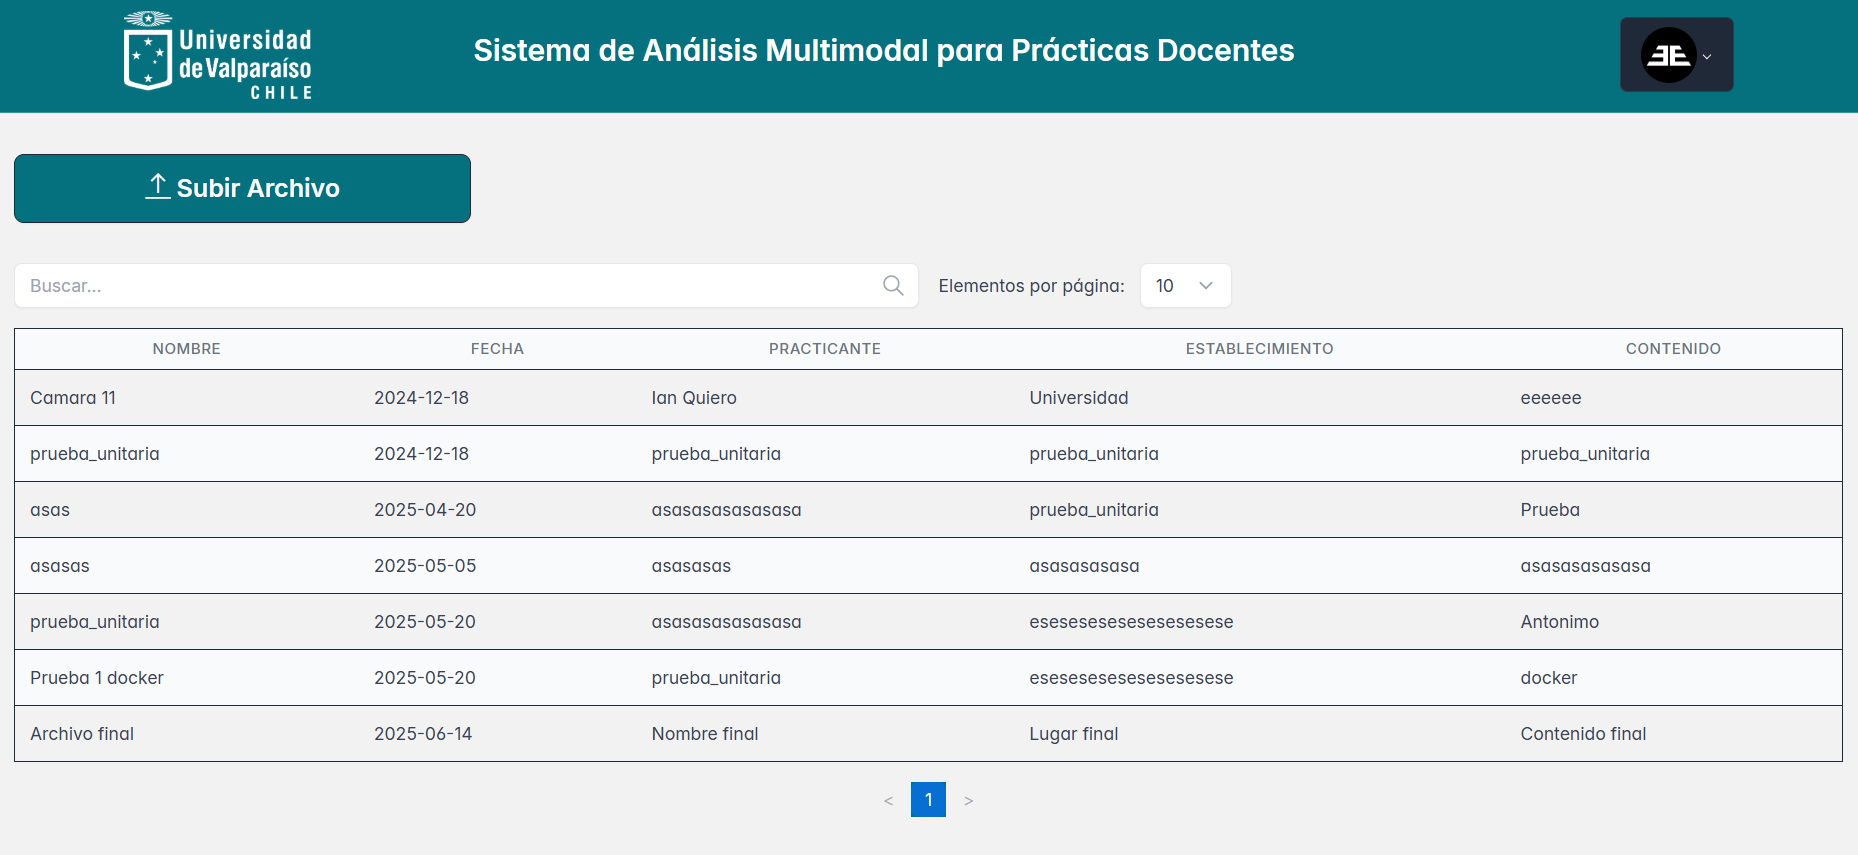 Universidad
de Valparaíso
CHILE
Sistema de Análisis Multimodal para Prácticas Docentes
Subir Archivo
Buscar... Elementos por página: 10
NOMBRE FECHA PRACTICANTE ESTABLECIMIENTO CONTENIDO
Camara 11 2024-12-18 Ian Quiero Universidad eeeeee
prueba_unitaria 2024-12-18 prueba_unitaria prueba_unitaria prueba_unitaria
asas 2025-04-20 asasasasasasasa prueba_unitaria Prueba
asasas 2025-05-05 asasasas asasasasasa asasasasasasa
prueba_unitaria 2025-05-20 asasasasasasasa esesesesesesesesesese Antonimo
Prueba 1 docker 2025-05-20 prueba_unitaria esesesesesesesesesese docker
Archivo final 2025-06-14 Nombre final Lugar final Contenido final
< 1 >